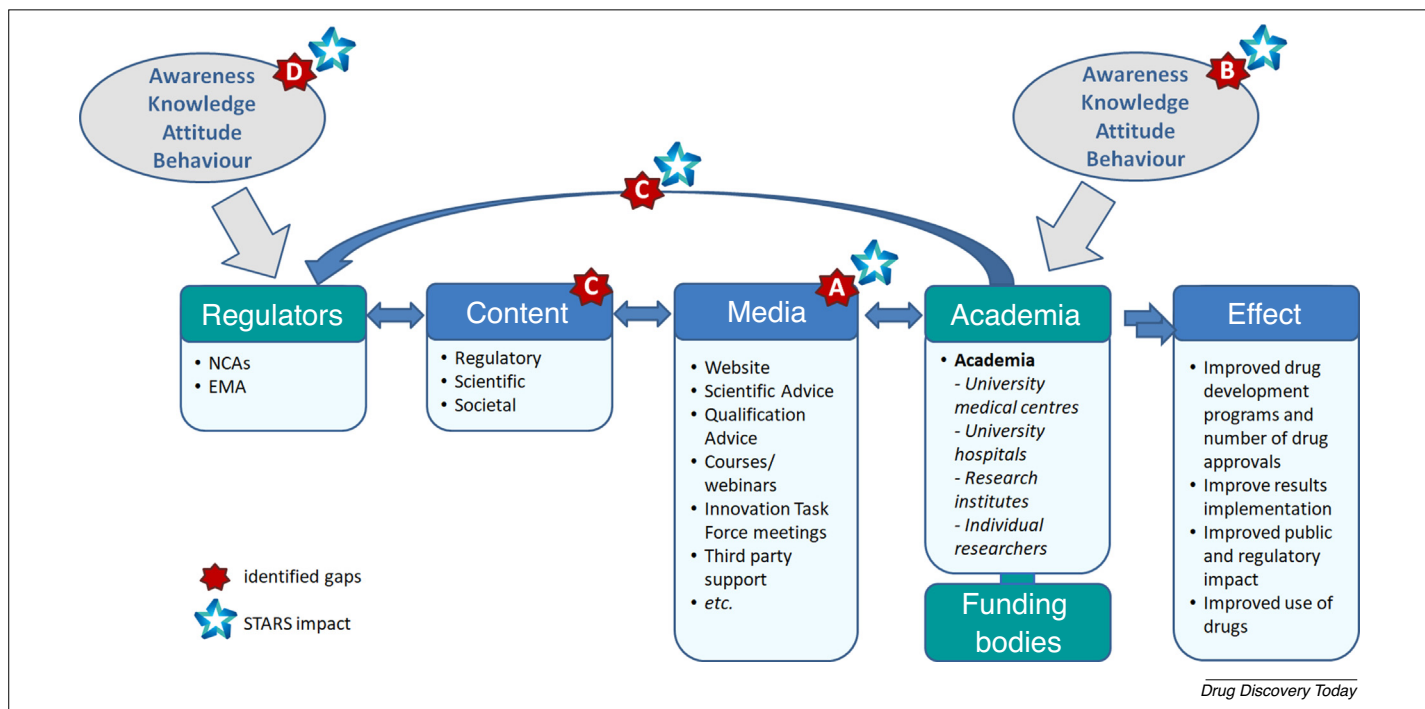 Awareness
Knowledge
Attitude
Behaviour
D
Awareness
Knowledge
Attitude
Behaviour
B
C
Regulators
• NCAs
• EMA
Content
C
• Regulatory
• Scientific
• Societal
Media
A
• Website
• Scientific Advice
• Qualification
Advice
• Courses/
webinars
• Innovation Task
Force meetings
• Third party
support
• etc.
Academia
• Academia
- University
medical centres
- University
hospitals
- Research
institutes
- Individual
researchers
Funding
bodies
Effect
• Improved drug
development
programs and
number of drug
approvals
• Improve results
implementation
• Improved public
and regulatory
impact
• Improved use of
drugs
identified gaps
STARS impact
Drug Discovery Today